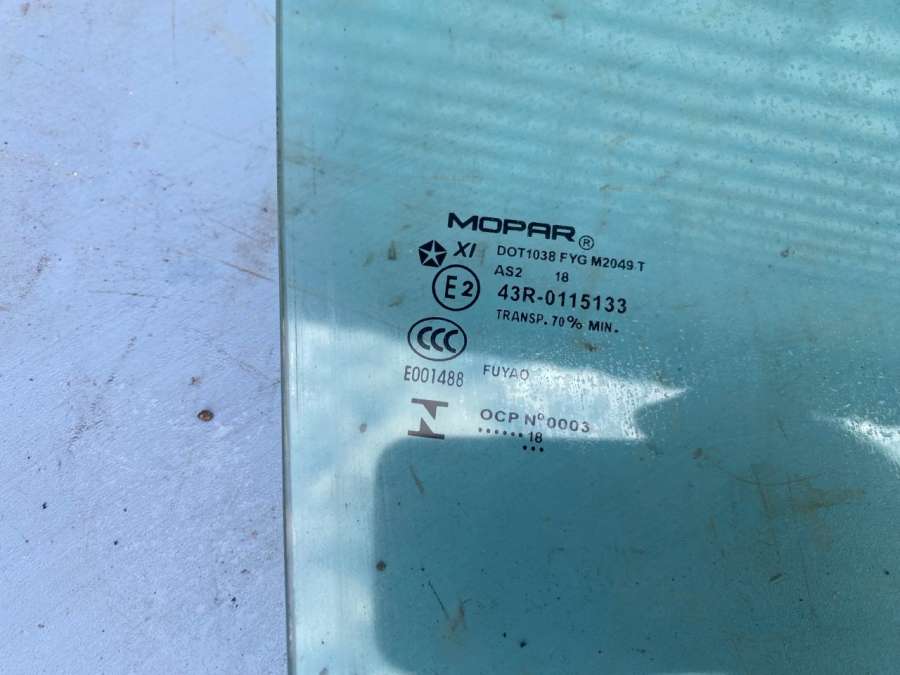 MOPAR®
XI DOT1038 FYG M2049 T
AS2 18
E2 43R-0115133
TRANSP. 70% MIN.
CCC
E001488 FUYAO
OCP Nº 0003
...... 18
...